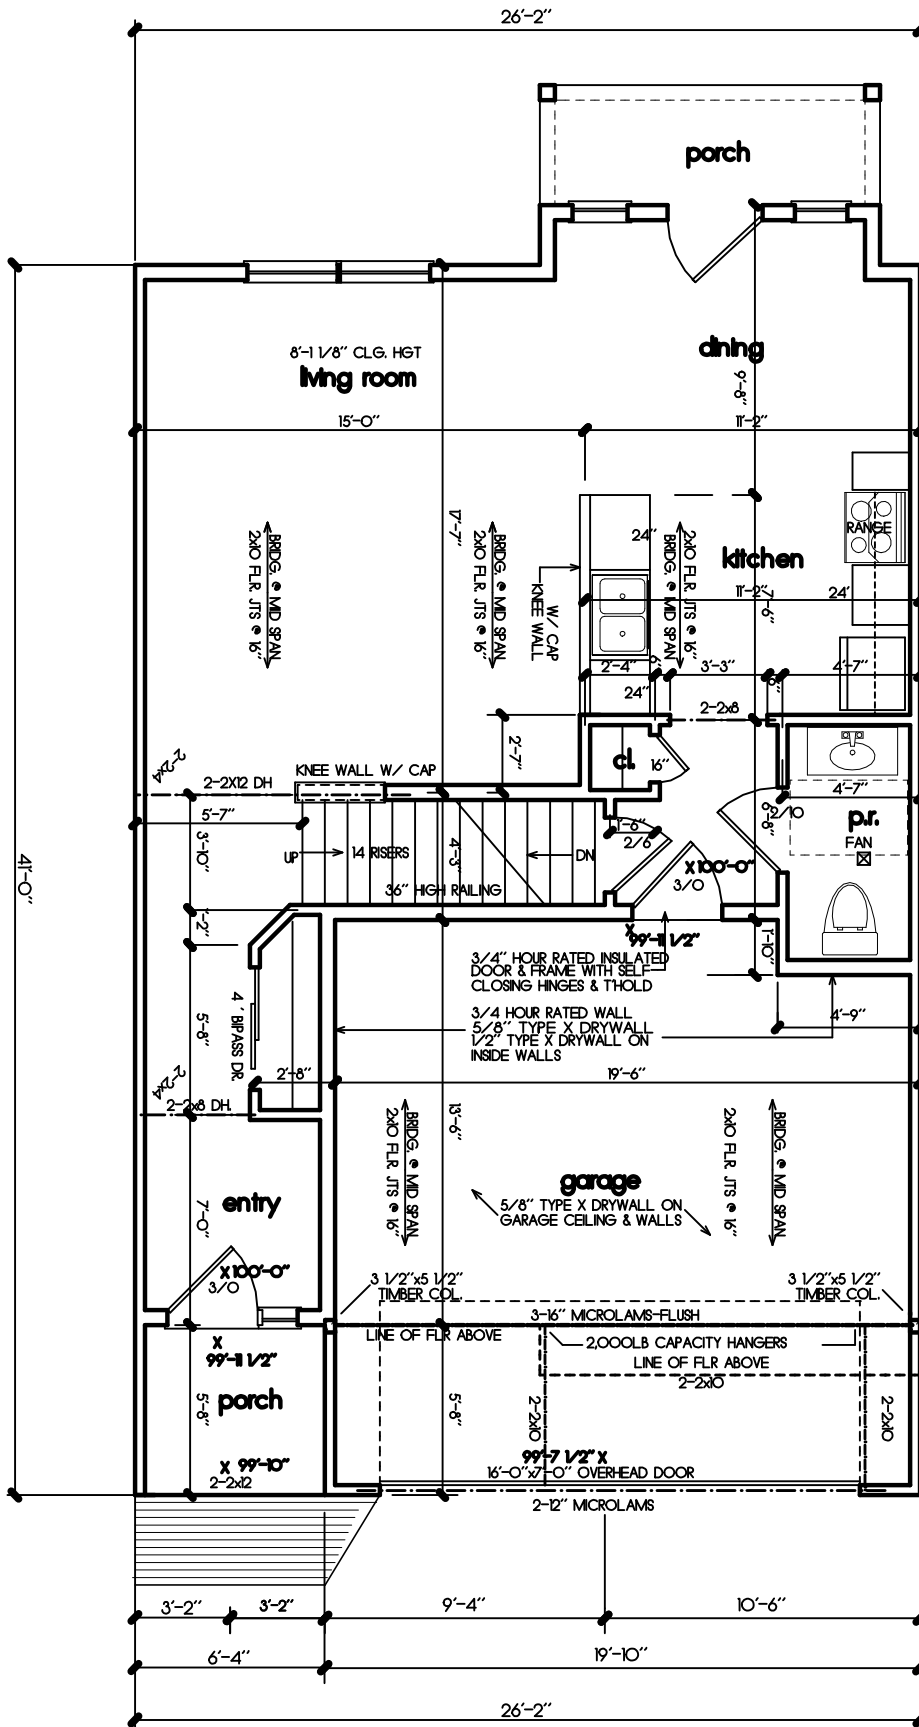 26'-2"
porch
8'-1 1/8" CLG. HGT
living room
dining
9'-8"
15'-0"
11'-2"
17'-7"
BRIDG. @ MID SPAN
2x10 FLR. JTS @ 16"
BRIDG. @ MID SPAN
2x10 FLR. JTS @ 16"
W/ CAP
KNEE WALL
24"
2x10 FLR. JTS @ 16"
BRIDG. @ MID SPAN
RANGE
kitchen
11'-2"
7'-6"
24'
2'-4"
6"
3'-3"
6"
4'-7"
24"
2-2x8
2'-7"
cl.
16"
2-2x4
2-2X12 DH
KNEE WALL W/ CAP
5'-7"
3'-10"
UP
14 RISERS
4'-3"
DN
36" HIGH RAILING
1'-6"
2/6
6'-8"
2/10
4'-7"
p.r.
FAN
X 100'-0"
3/0
41'-0"
1'-2"
X
99'-11 1/2"
1'-10"
3/4" HOUR RATED INSULATED
DOOR & FRAME WITH SELF
CLOSING HINGES & T'HOLD
4 ' BIPASS DR.
5'-8"
3/4 HOUR RATED WALL
5/8" TYPE X DRYWALL
1/2" TYPE X DRYWALL ON
INSIDE WALLS
4'-9"
2'-8"
19'-6"
2-2x4
2-2x8 DH.
13'-6"
BRIDG. @ MID SPAN
2x10 FLR. JTS @ 16"
BRIDG. @ MID SPAN
2x10 FLR. JTS @ 16"
entry
7'-0"
garage
5/8" TYPE X DRYWALL ON
GARAGE CEILING & WALLS
X 100'-0"
3/0
3 1/2"x5 1/2"
TIMBER COL.
3 1/2"x5 1/2"
TIMBER COL.
3-16" MICROLAMS-FLUSH
LINE OF FLR ABOVE
2,000LB CAPACITY HANGERS
LINE OF FLR ABOVE
2-2x10
X
99'-11 1/2"
porch
5'-8"
5'-8"
2-2x10
2-2x10
X 99'-10"
2-2x12
99'-7 1/2" X
16'-0"x7'-0" OVERHEAD DOOR
2-12" MICROLAMS
3'-2"
3'-2"
9'-4"
10'-6"
6'-4"
19'-10"
26'-2"